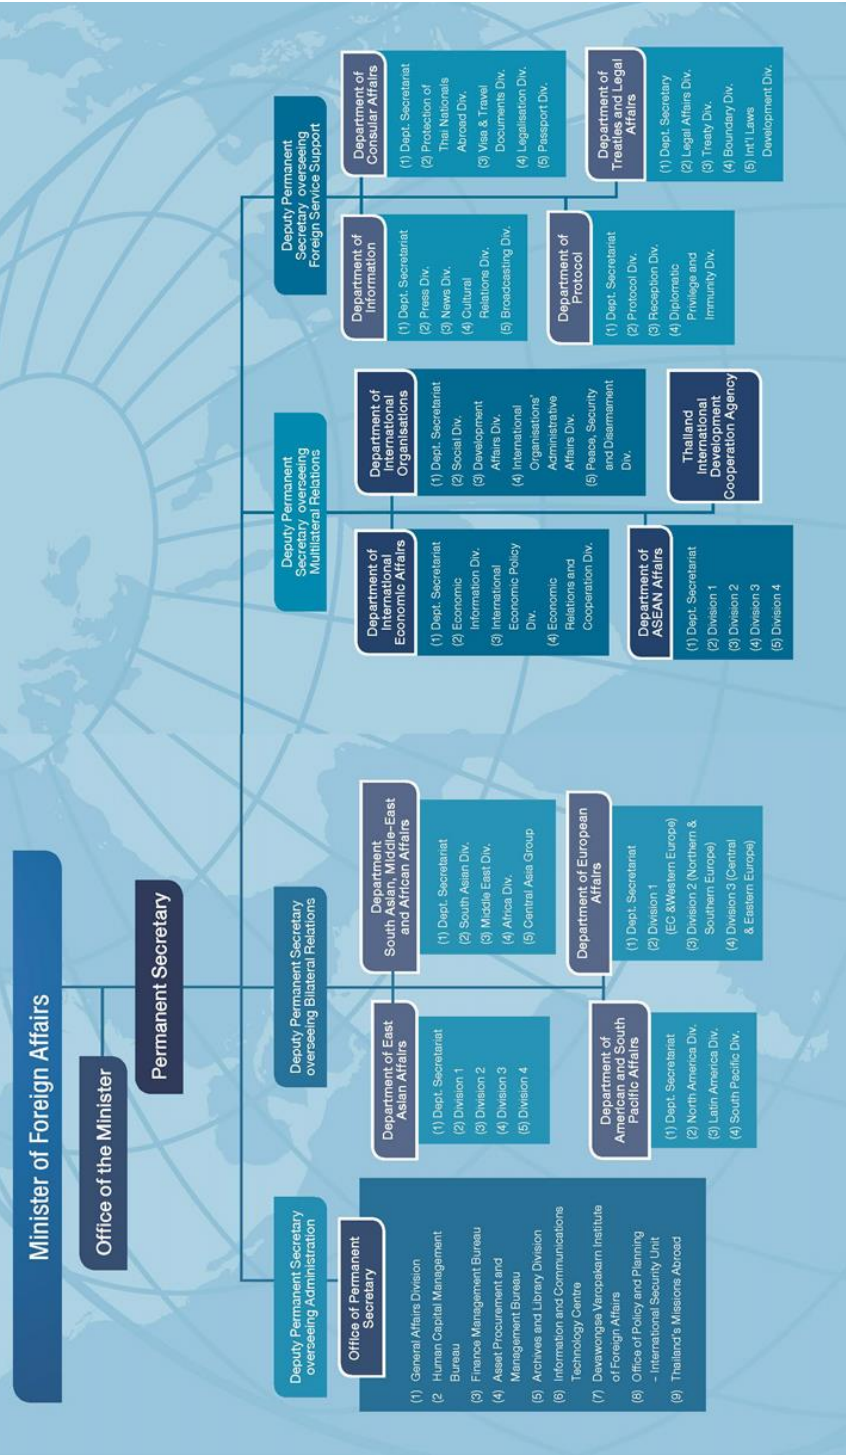 Minister of Foreign Affairs
Office of the Minister
Permanent Secretary
Deputy Permanent Secretary
overseeing Administration
Office of Permanent
Secretary
(1) General Affairs Division
(2 Human Capital Management
Bureau
(3) Finance Management Bureau
(4) Asset Procurement and
Management Bureau
(5) Archives and Library Division
(6) Information and Communications
Technology Centre
(7) Devawongse Varopakarn Institute
of Foreign Affairs
(8) Office of Policy and Planning
– International Security Unit
(9) Thailand's Missions Abroad
Deputy Permanent Secretary
overseeing Bilateral Relations
Department of East
Asian Affairs
(1) Dept. Secretariat
(2) Division 1
(3) Division 2
(4) Division 3
(5) Division 4
Department
South Asian, Middle-East
and African Affairs
(1) Dept. Secretariat
(2) South Asian Div.
(3) Middle East Div.
(4) Africa Div.
(5) Central Asia Group
Department of
American and South
Pacific Affairs
(1) Dept. Secretariat
(2) North America Div.
(3) Latin America Div.
(4) South Pacific Div.
Department of European
Affairs
(1) Dept. Secretariat
(2) Division 1
(EC &Western Europe)
(3) Division 2 (Northern &
Southern Europe)
(4) Division 3 (Central
& Eastern Europe)
Deputy Permanent
Secretary overseeing
Multilateral Relations
Department of
International
Economic Affairs
(1) Dept. Secretariat
(2) Economic
Information Div.
(3) International
Economic Policy
Div.
(4) Economic
Relations and
Cooperation Div.
Department of
International
Organisations
(1) Dept. Secretariat
(2) Social Div.
(3) Development
Affairs Div.
(4) International
Organisations'
Administrative
Affairs Div.
(5) Peace, Security
and Disarmament
Div.
Department of
ASEAN Affairs
(1) Dept. Secretariat
(2) Division 1
(3) Division 2
(4) Division 3
(5) Division 4
Thailand
International
Development
Cooperation Agency
Deputy Permanent
Secretary overseeing
Foreign Service Support
Department of
Information
(1) Dept. Secretariat
(2) Press Div.
(3) News Div.
(4) Cultural
Relations Div.
(5) Broadcasting Div.
Department of
Consular Affairs
(1) Dept. Secretariat
(2) Protection of
Thai Nationals
Abroad Div.
(3) Visa & Travel
Documents Div.
(4) Legalisation Div.
(5) Passport Div.
Department of
Protocol
(1) Dept. Secretariat
(2) Protocol Div.
(3) Reception Div.
(4) Diplomatic
Privilege and
Immunity Div.
Department of
Treaties and Legal
Affairs
(1) Dept. Secretary
(2) Legal Affairs Div.
(3) Treaty Div.
(4) Boundary Div.
(5) Int'l Laws
Development Div.